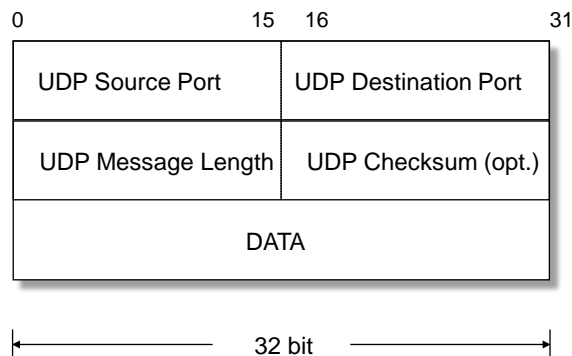 0 15 16 31
UDP Source Port UDP Destination Port
UDP Message Length UDP Checksum (opt.)
DATA
32 bit